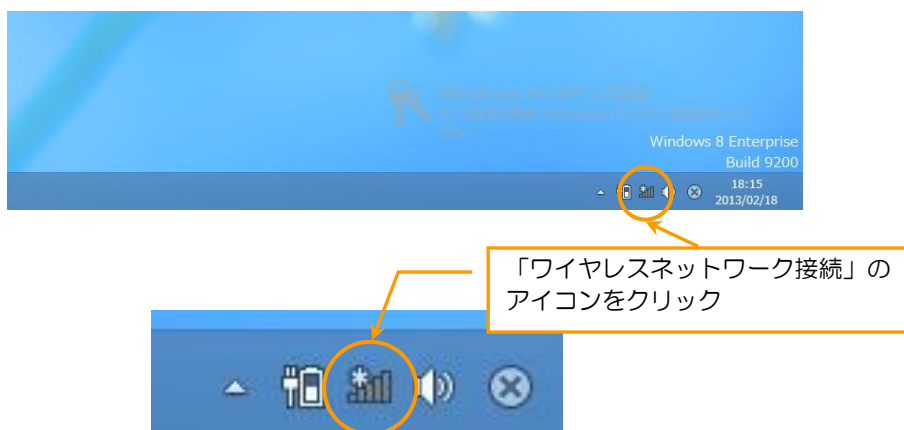 Windows 8 Enterprise
Build 9200
18:15
2013/02/18
「ワイヤレスネットワーク接続」の
アイコンをクリック